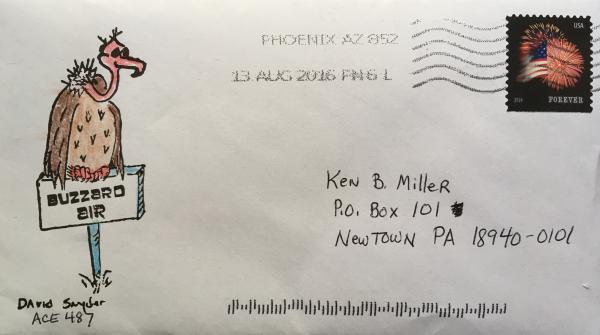 PHOENIX AZ 852
13 AUG 2016 PM 6 L
USA
FOREVER
BUZZARD
AIR
Ken B. Miller
P.O. Box 101
NEWTOWN PA 18940-0101
DAVID Snyder
ACE 487